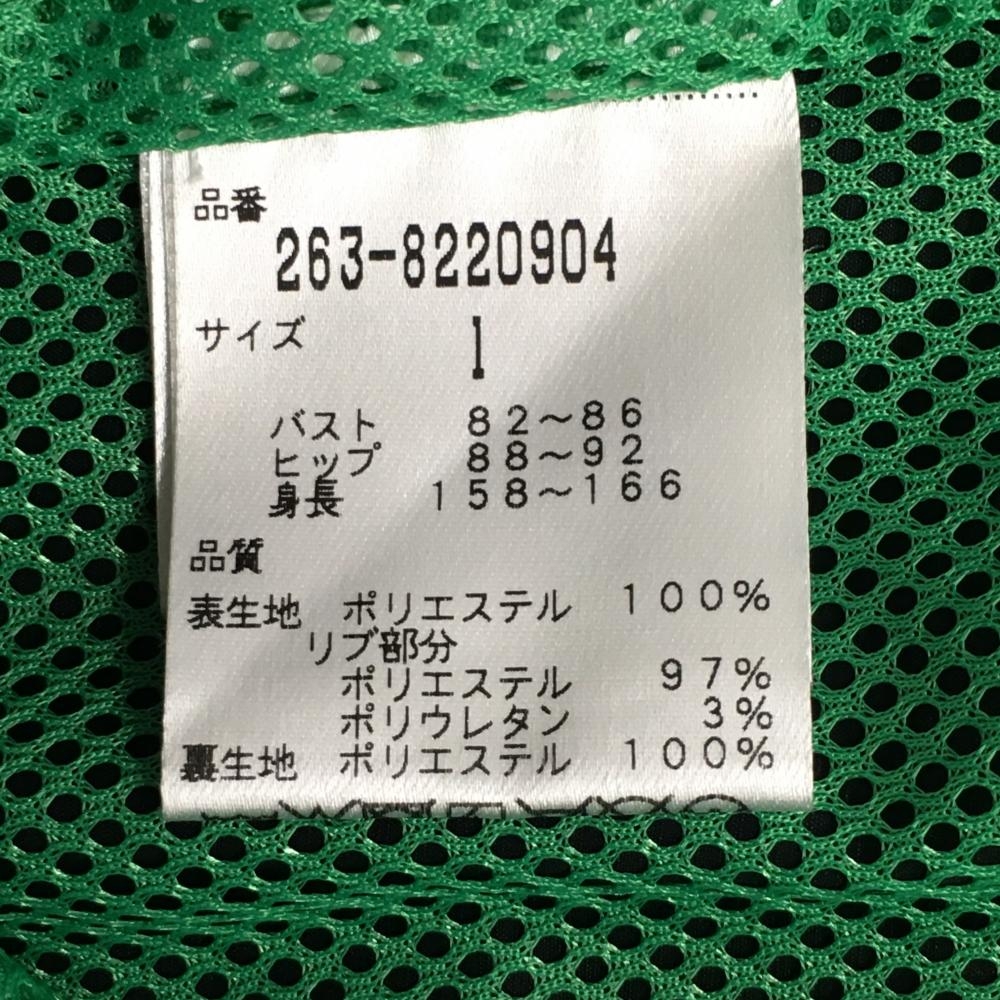 品番
263-8220904
サイズ 1
バスト 82～86
ヒップ 88～92
身長 158～166
品質
表生地 ポリエステル 100%
リブ部分
ポリエステル 97%
ポリウレタン 3%
裏生地 ポリエステル 100%